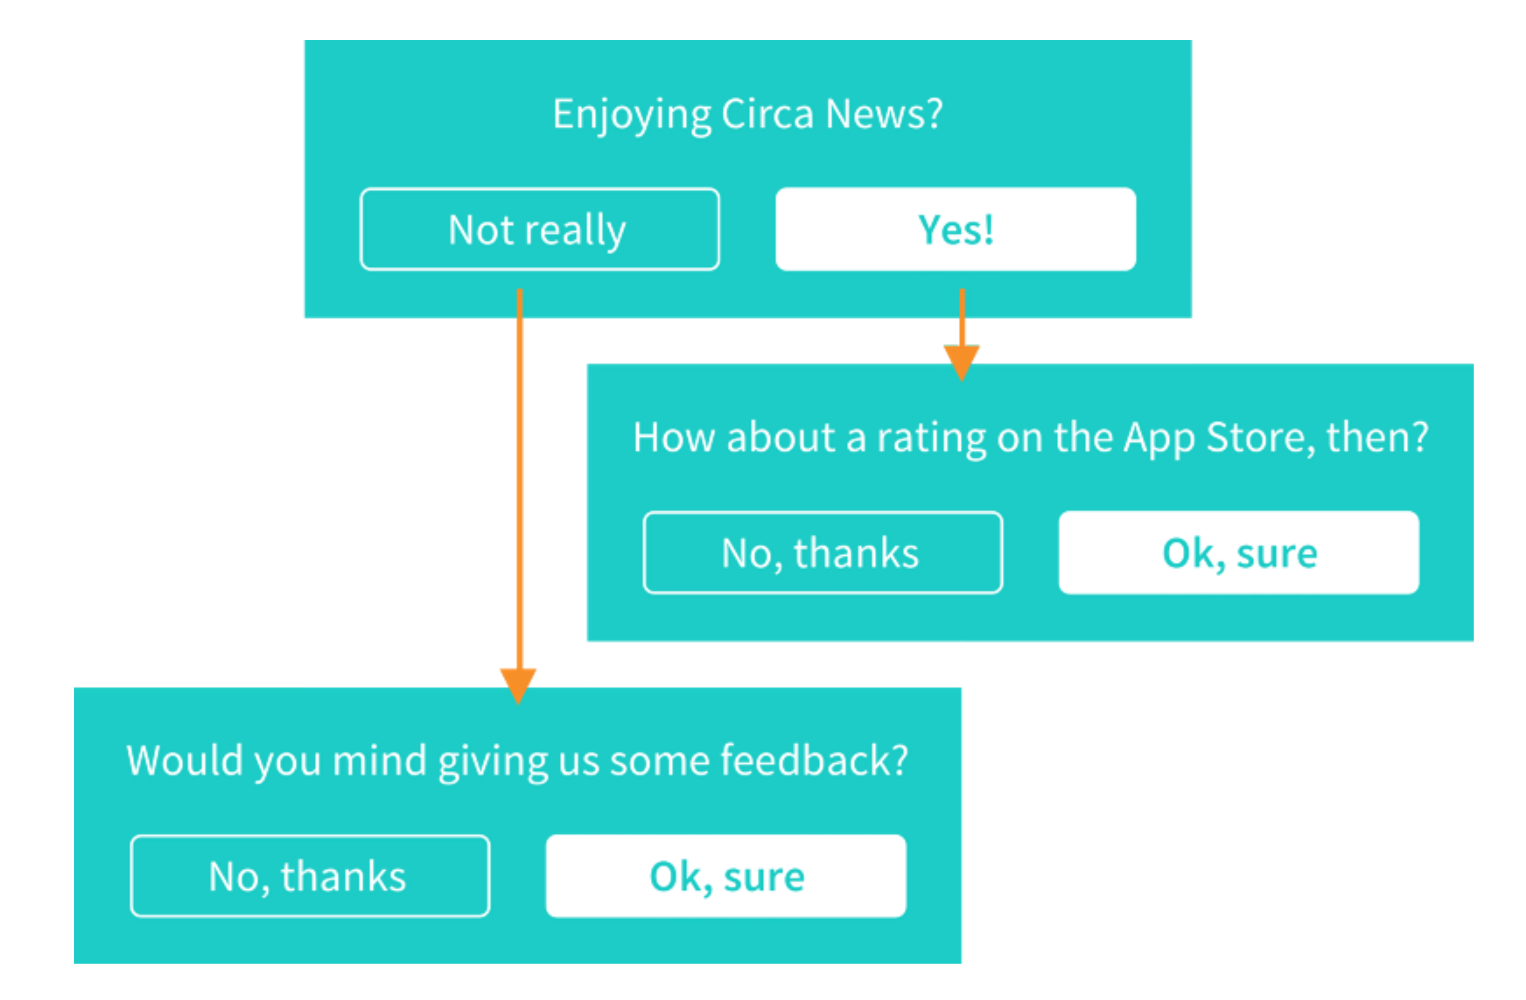 Enjoying Circa News?
Not really
Yes!
How about a rating on the App Store, then?
No, thanks
Ok, sure
Would you mind giving us some feedback?
No, thanks
Ok, sure